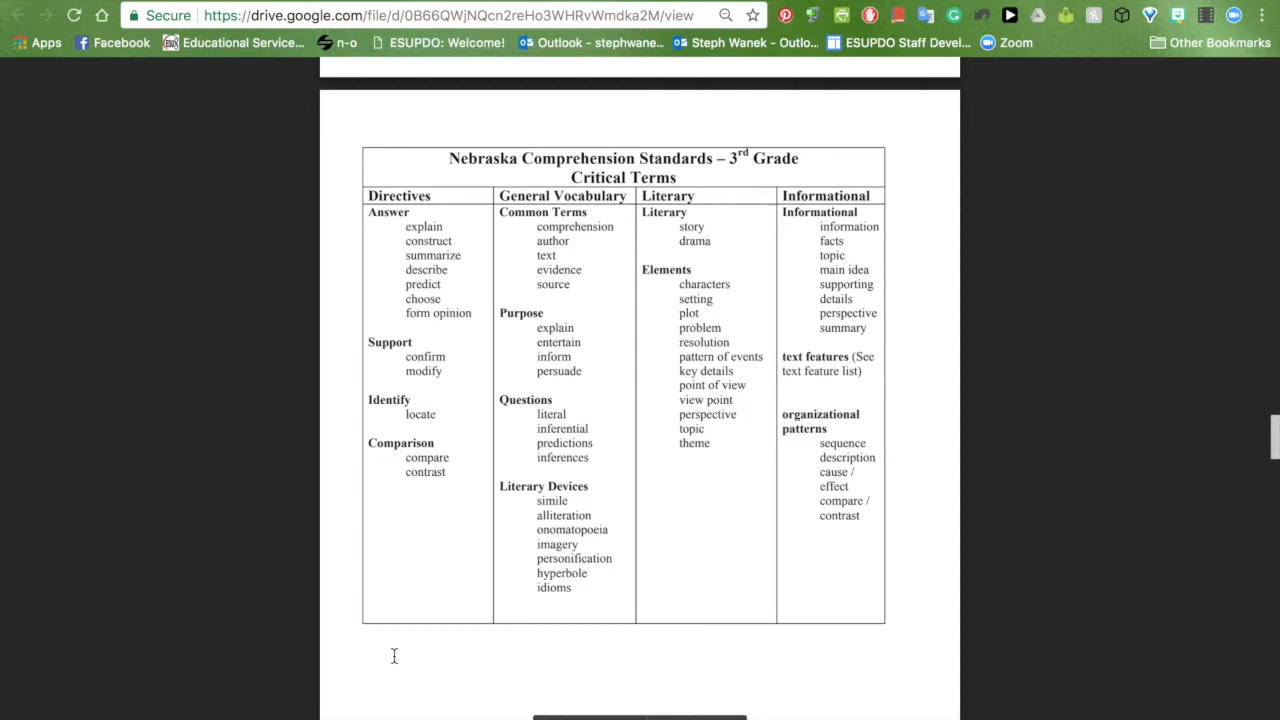 Secure
https://drive.google.com/file/d/0B66QWjNQcn2reHo3WHRvWmdka2M/view
Apps
Facebook
Educational Service...
n-o
ESUPDO: Welcome!
Outlook - stephwane...
Steph Wanek - Outlo...
ESUPDO Staff Devel...
Zoom
Other Bookmarks
Nebraska Comprehension Standards – 3rd Grade
Critical Terms
Directives
Answer
explain
construct
summarize
describe
predict
choose
form opinion
Support
confirm
modify
Identify
locate
Comparison
compare
contrast
General Vocabulary
Common Terms
comprehension
author
text
evidence
source
Purpose
explain
entertain
inform
persuade
Questions
literal
inferential
predictions
inferences
Literary Devices
simile
alliteration
onomatopoeia
imagery
personification
hyperbole
idioms
Literary
Literary
story
drama
Elements
characters
setting
plot
problem
resolution
pattern of events
key details
point of view
view point
perspective
topic
theme
Informational
Informational
information
facts
topic
main idea
supporting
details
perspective
summary
text features (See
text feature list)
organizational
patterns
sequence
description
cause /
effect
compare /
contrast